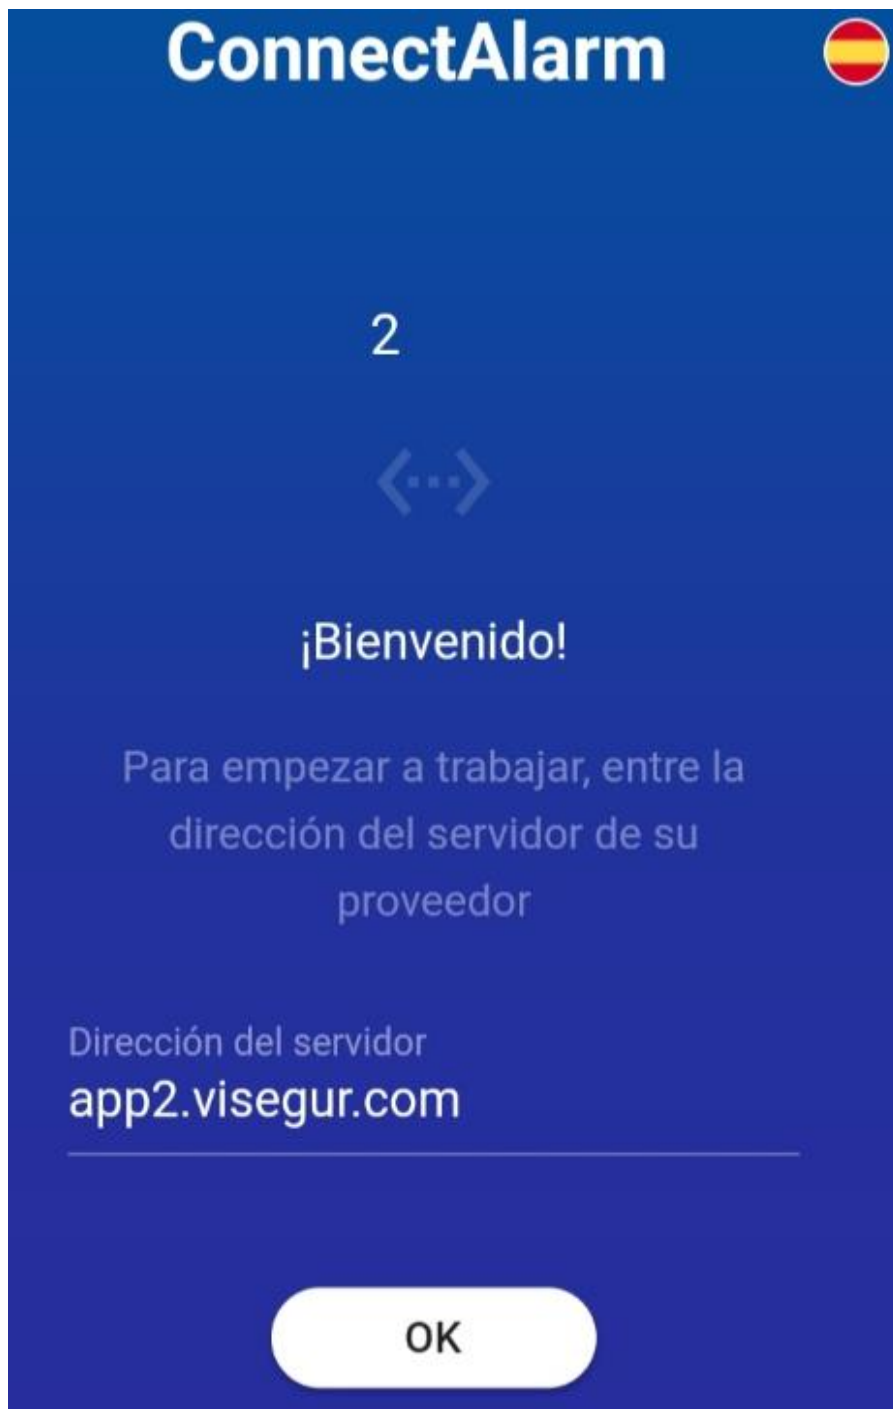 ConnectAlarm
2
¡Bienvenido!
Para empezar a trabajar, entre la
dirección del servidor de su
proveedor
Dirección del servidor
app2.visegur.com
OK